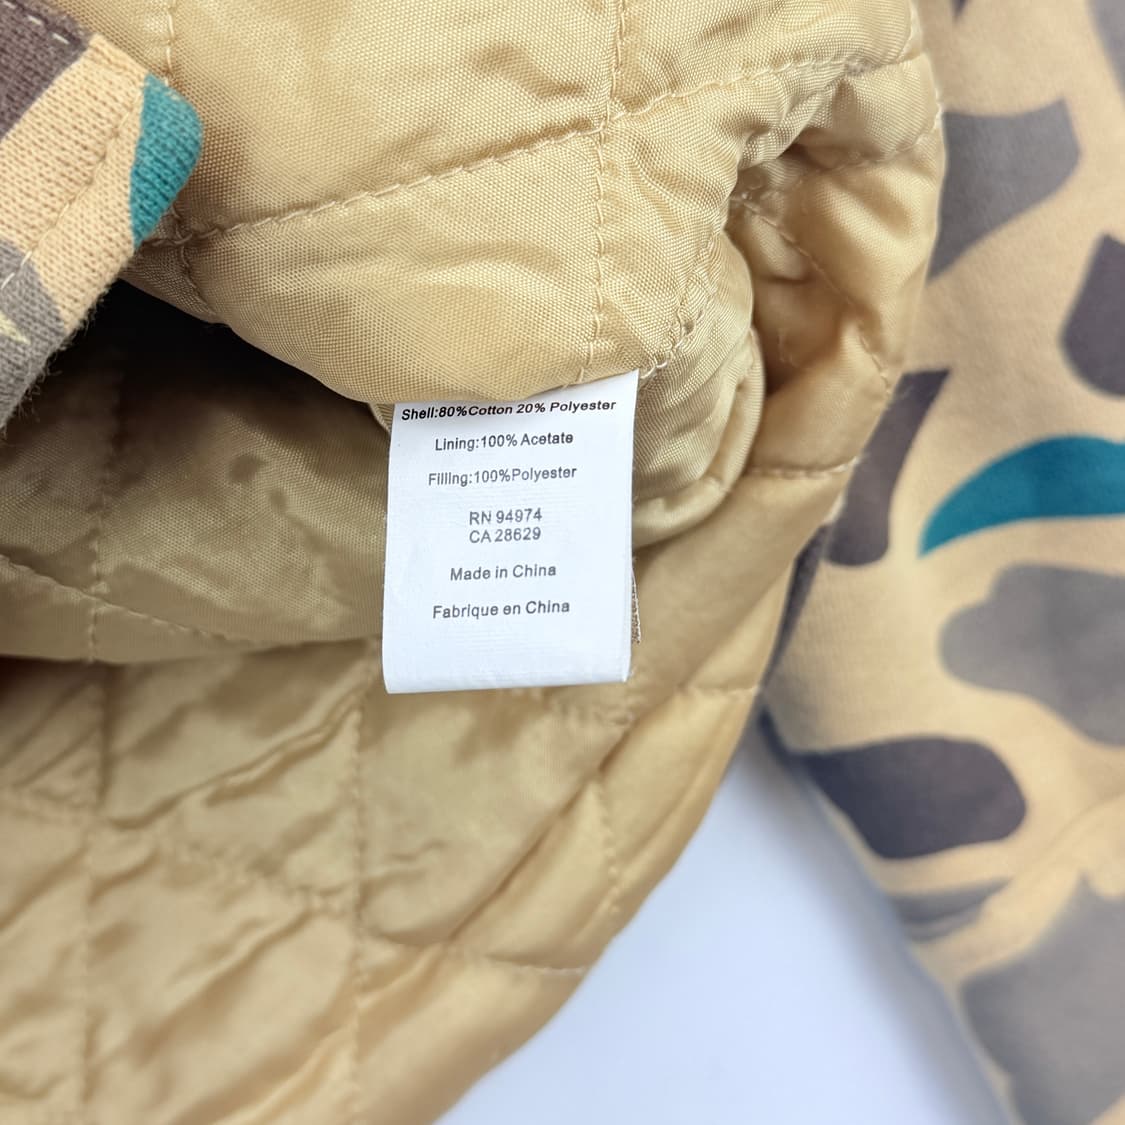 Shell:80%Cotton 20% Polyester
Lining:100% Acetate
Filling:100%Polyester
RN 94974
CA 28629
Made in China
Fabrique en China